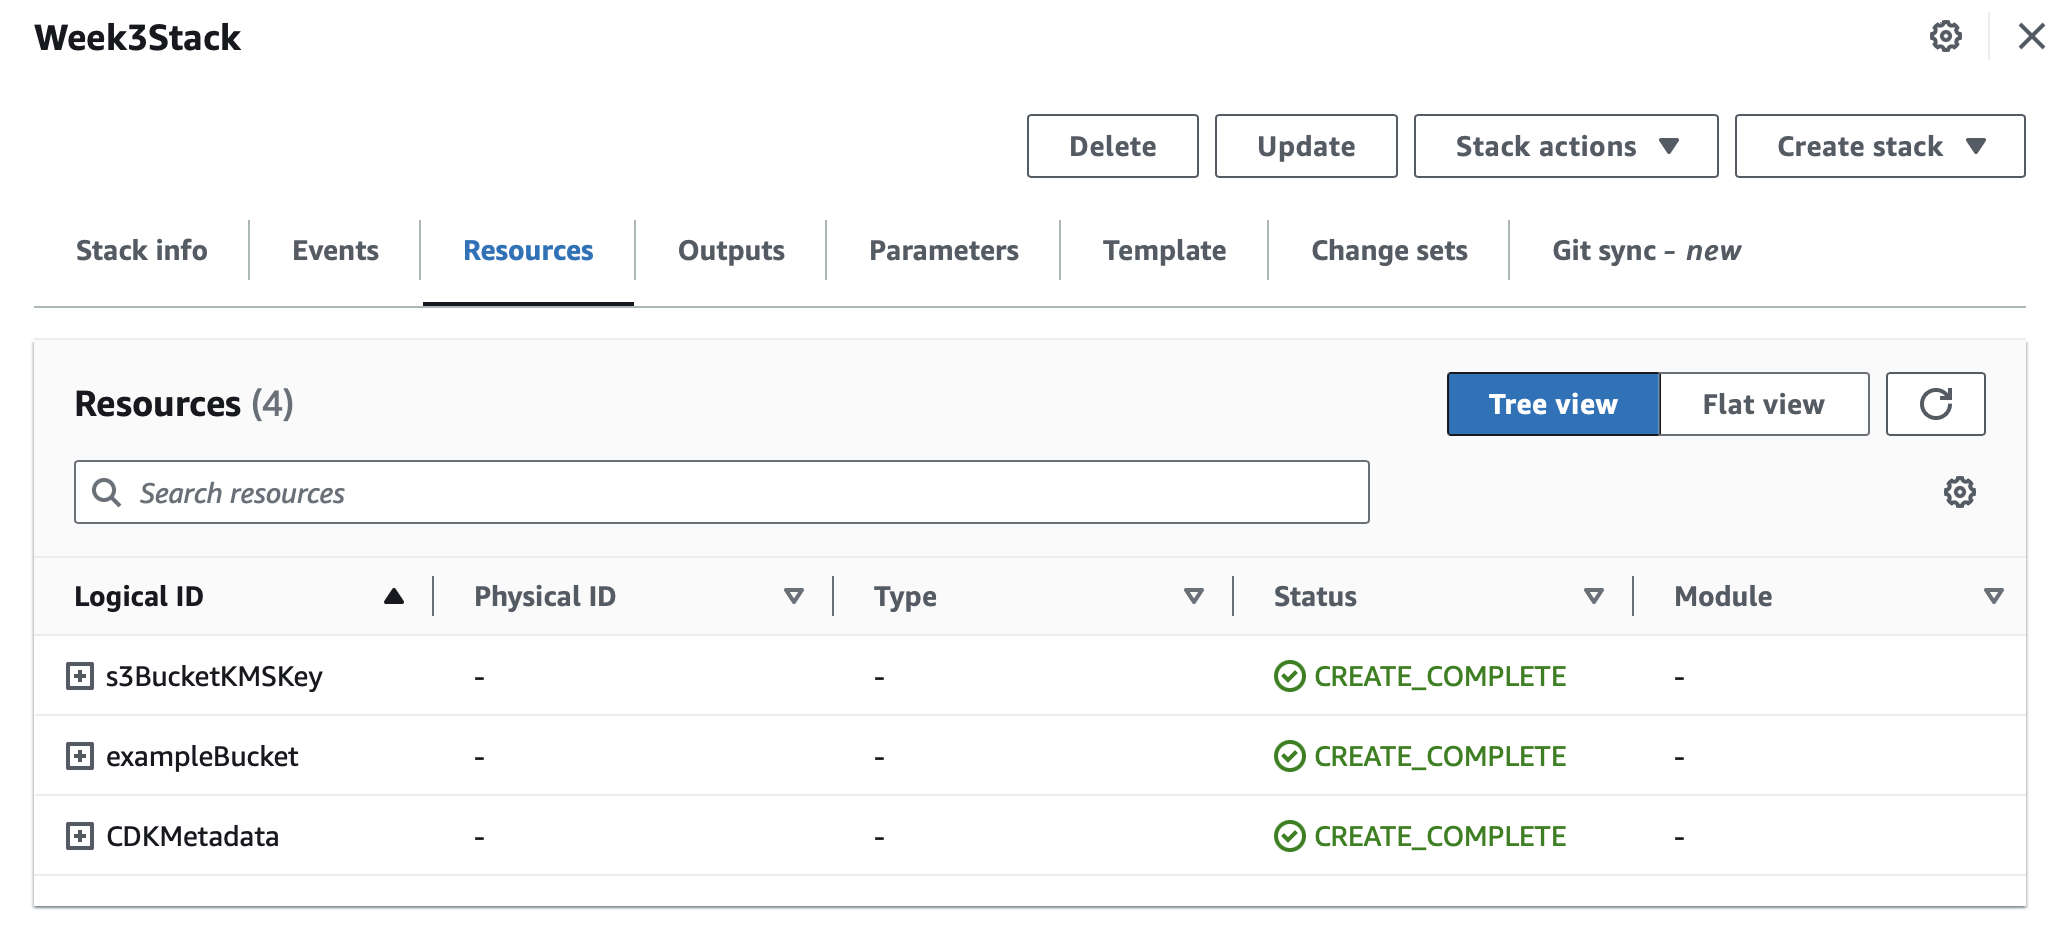 Week3Stack
Delete Update Stack actions Create stack
Stack info Events Resources Outputs Parameters Template Change sets Git sync - new
Resources (4) Tree view Flat view
Search resources
Logical ID Physical ID Type Status Module
s3BucketKMSKey - - CREATE_COMPLETE -
exampleBucket - - CREATE_COMPLETE -
CDKMetadata - - CREATE_COMPLETE -